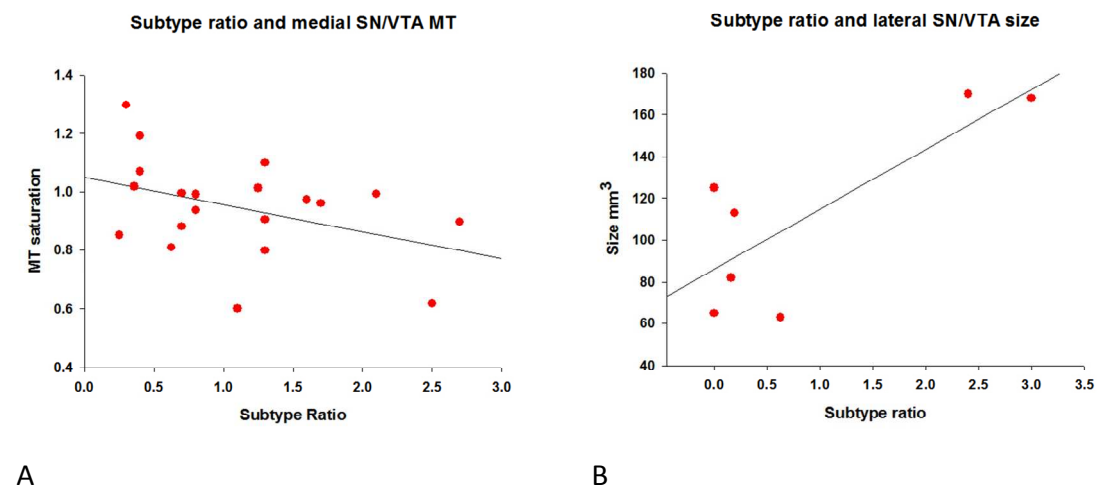 Subtype ratio and medial SN/VTA MT
1.4
1.2
1.0
0.8
0.6
0.4
MT saturation
0.0 0.5 1.0 1.5 2.0 2.5 3.0
Subtype Ratio
A
Subtype ratio and lateral SN/VTA size
180
160
140
120
100
80
60
40
Size mm³
0.0 0.5 1.0 1.5 2.0 2.5 3.0 3.5
Subtype ratio
B